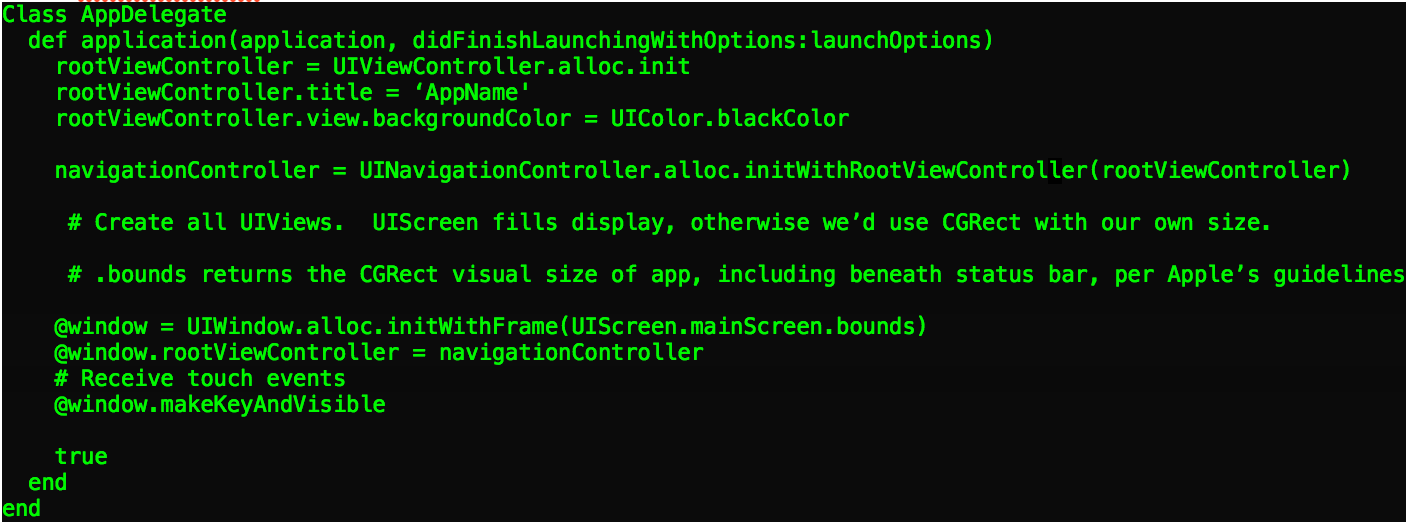 Class AppDelegate
  def application(application, didFinishLaunchingWithOptions:launchOptions)
    rootViewController = UIViewController.alloc.init
    rootViewController.title = ‘AppName'
    rootViewController.view.backgroundColor = UIColor.blackColor

    navigationController = UINavigationController.alloc.initWithRootViewController(rootViewController)

     # Create all UIViews.  UIScreen fills display, otherwise we’d use CGRect with our own size.

     # .bounds returns the CGRect visual size of app, including beneath status bar, per Apple’s guidelines

    @window = UIWindow.alloc.initWithFrame(UIScreen.mainScreen.bounds)
    @window.rootViewController = navigationController
    # Receive touch events
    @window.makeKeyAndVisible

    true
  end
end